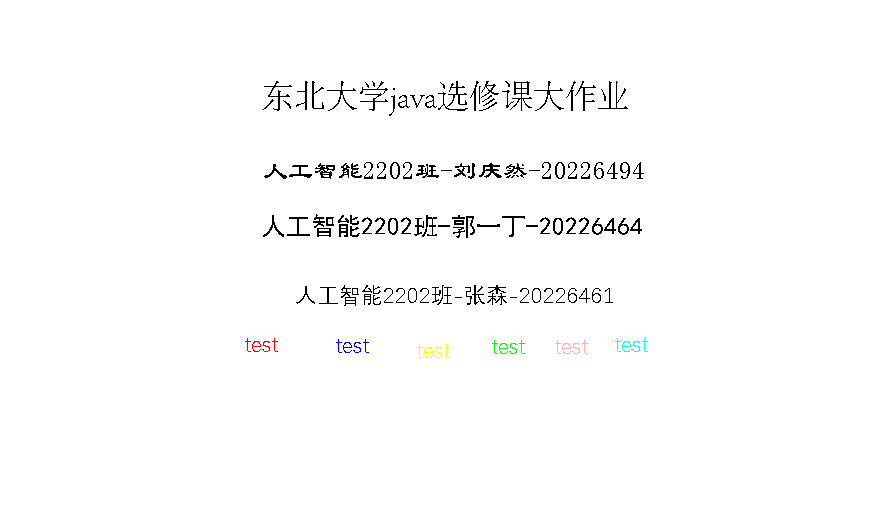 东北大学java选修课大作业
人工智能2202班-刘庆然-20226494
人工智能2202班-郭一丁-20226464
人工智能2202班-张森-20226461
test test test test test test